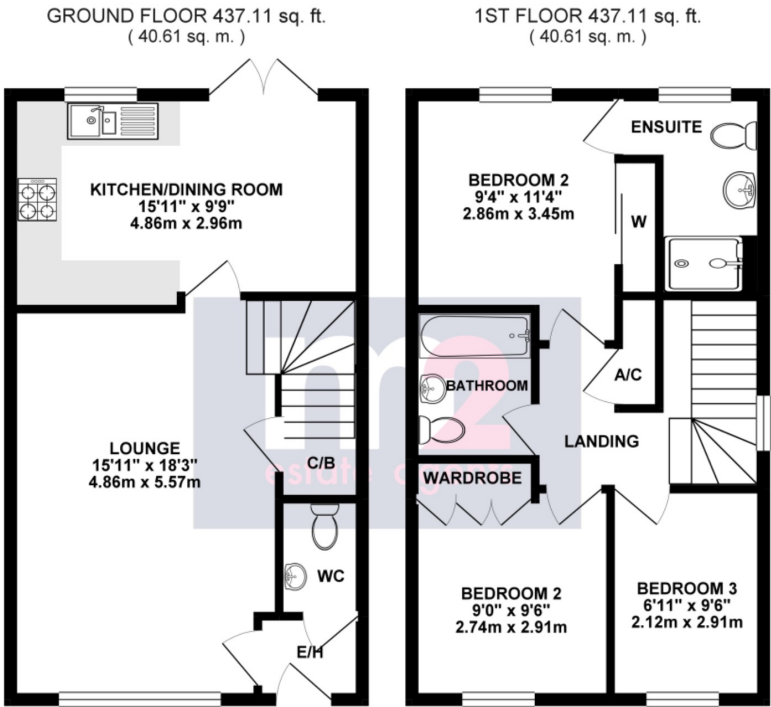 GROUND FLOOR 437.11 sq. ft.
( 40.61 sq. m. )
KITCHEN/DINING ROOM
15'11" x 9'9"
4.86m x 2.96m
LOUNGE
15'11" x 18'3"
4.86m x 5.57m
C/B
WC
E/H
1ST FLOOR 437.11 sq. ft.
( 40.61 sq. m. )
ENSUITE
BEDROOM 2
9'4" x 11'4"
2.86m x 3.45m
W
A/C
BATHROOM
LANDING
WARDROBE
BEDROOM 2
9'0" x 9'6"
2.74m x 2.91m
BEDROOM 3
6'11" x 9'6"
2.12m x 2.91m
m2
estate agents